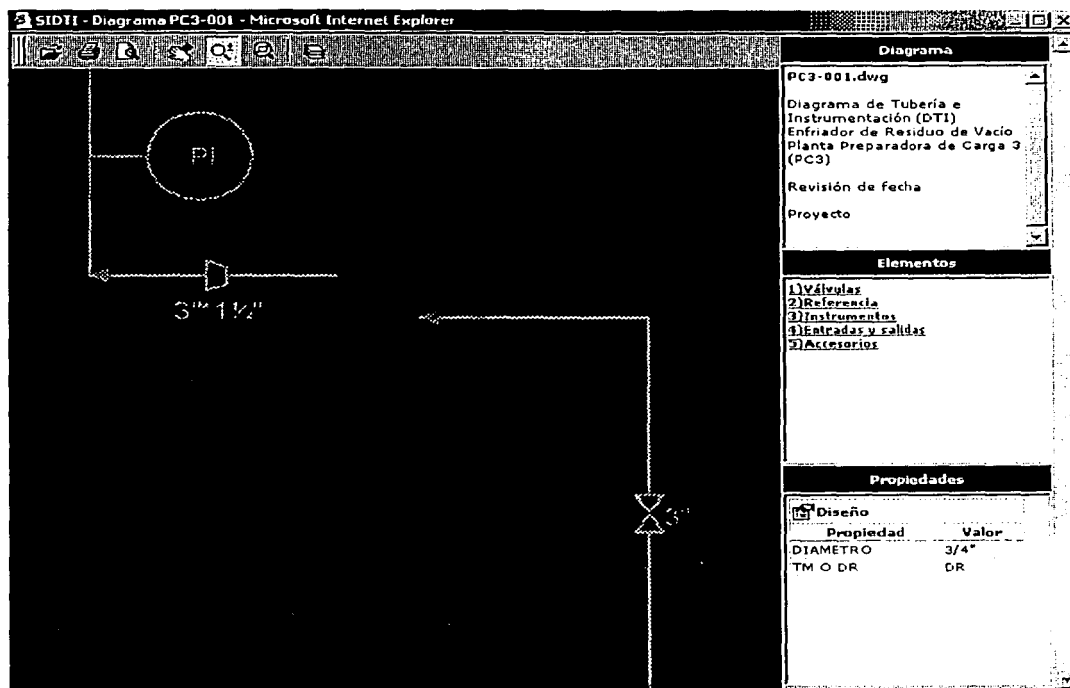 SIDTI - Diagrama PC3-001 - Microsoft Internet Explorer
Diagrama
PC3-001.dwg
Diagrama de Tubería e
Instrumentación (DTI)
Enfriador de Residuo de Vacío
Planta Preparadora de Carga 3
(PC3)
Revisión de fecha
Proyecto
Elementos
1)Válvulas
2)Referencia
3)Instrumentos
4)Entradas y salidas
5)Accesorios
Propiedades
Diseño
Propiedad Valor
DIAMETRO 3/4"
TM O DR DR
PI
1½"
3"